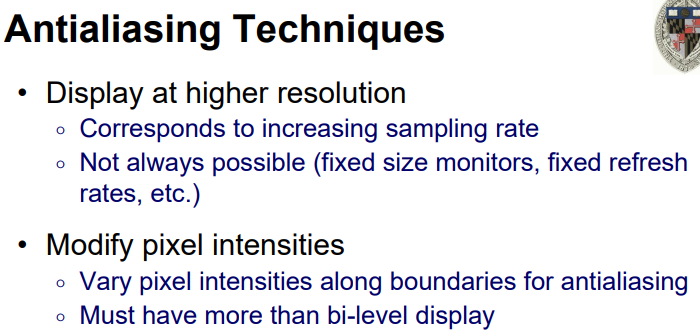 Antialiasing Techniques
• Display at higher resolution
◦ Corresponds to increasing sampling rate
◦ Not always possible (fixed size monitors, fixed refresh
rates, etc.)
• Modify pixel intensities
◦ Vary pixel intensities along boundaries for antialiasing
◦ Must have more than bi-level display